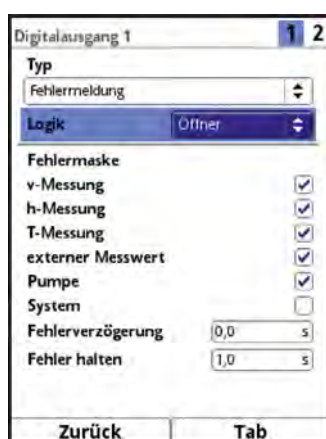 Digitalausgang 1 1 2
Typ
Fehlermeldung
Logik Öffner
Fehlermaske
v-Messung
h-Messung
T-Messung
externer Messwert
Pumpe
System
Fehlerverzögerung 0,0 s
Fehler halten 1,0 s
Zurück Tab